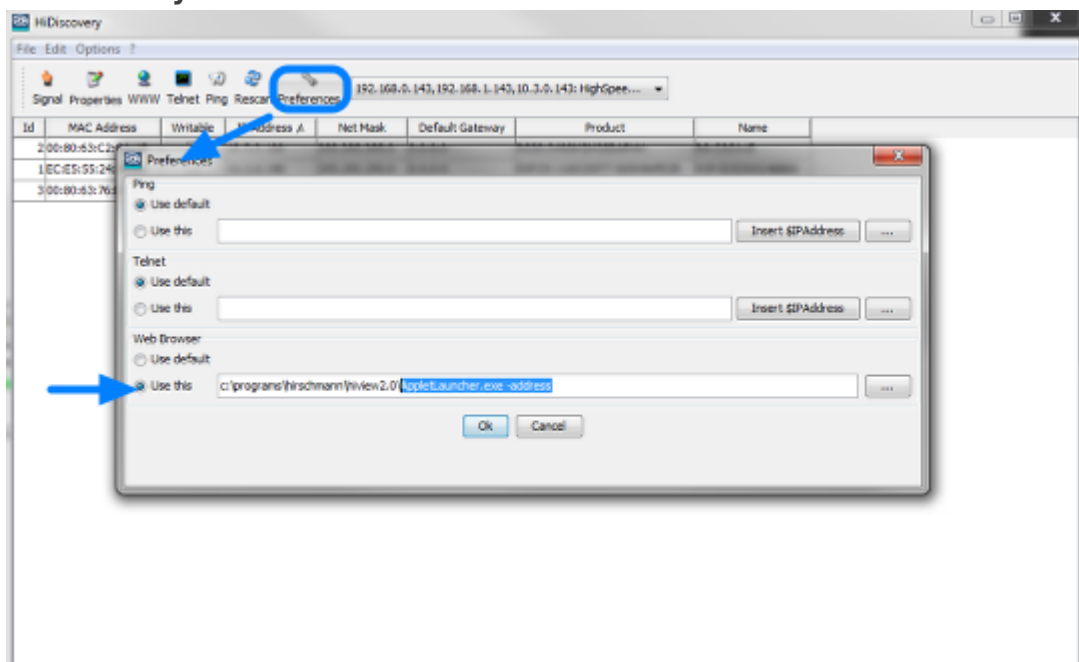 HiDiscovery
File Edit Options ?
Signal Properties WWW Telnet Ping Rescan Preferences 192.168.0.143, 192.168.1.143, 10.3.0.143: HighSpee...
Id MAC Address Writable Address Net Mask Default Gateway Product Name
2 00:80:63:C2:
1 EC:E5:55:24:
3 00:80:63:76:
Preferences
Ping
Use default
Use this Insert $IPAddress ...
Telnet
Use default
Use this Insert $IPAddress ...
Web Browser
Use default
Use this c:\programs\hirschmann\hiview2.0\AppletLauncher.exe -address ...
Ok Cancel